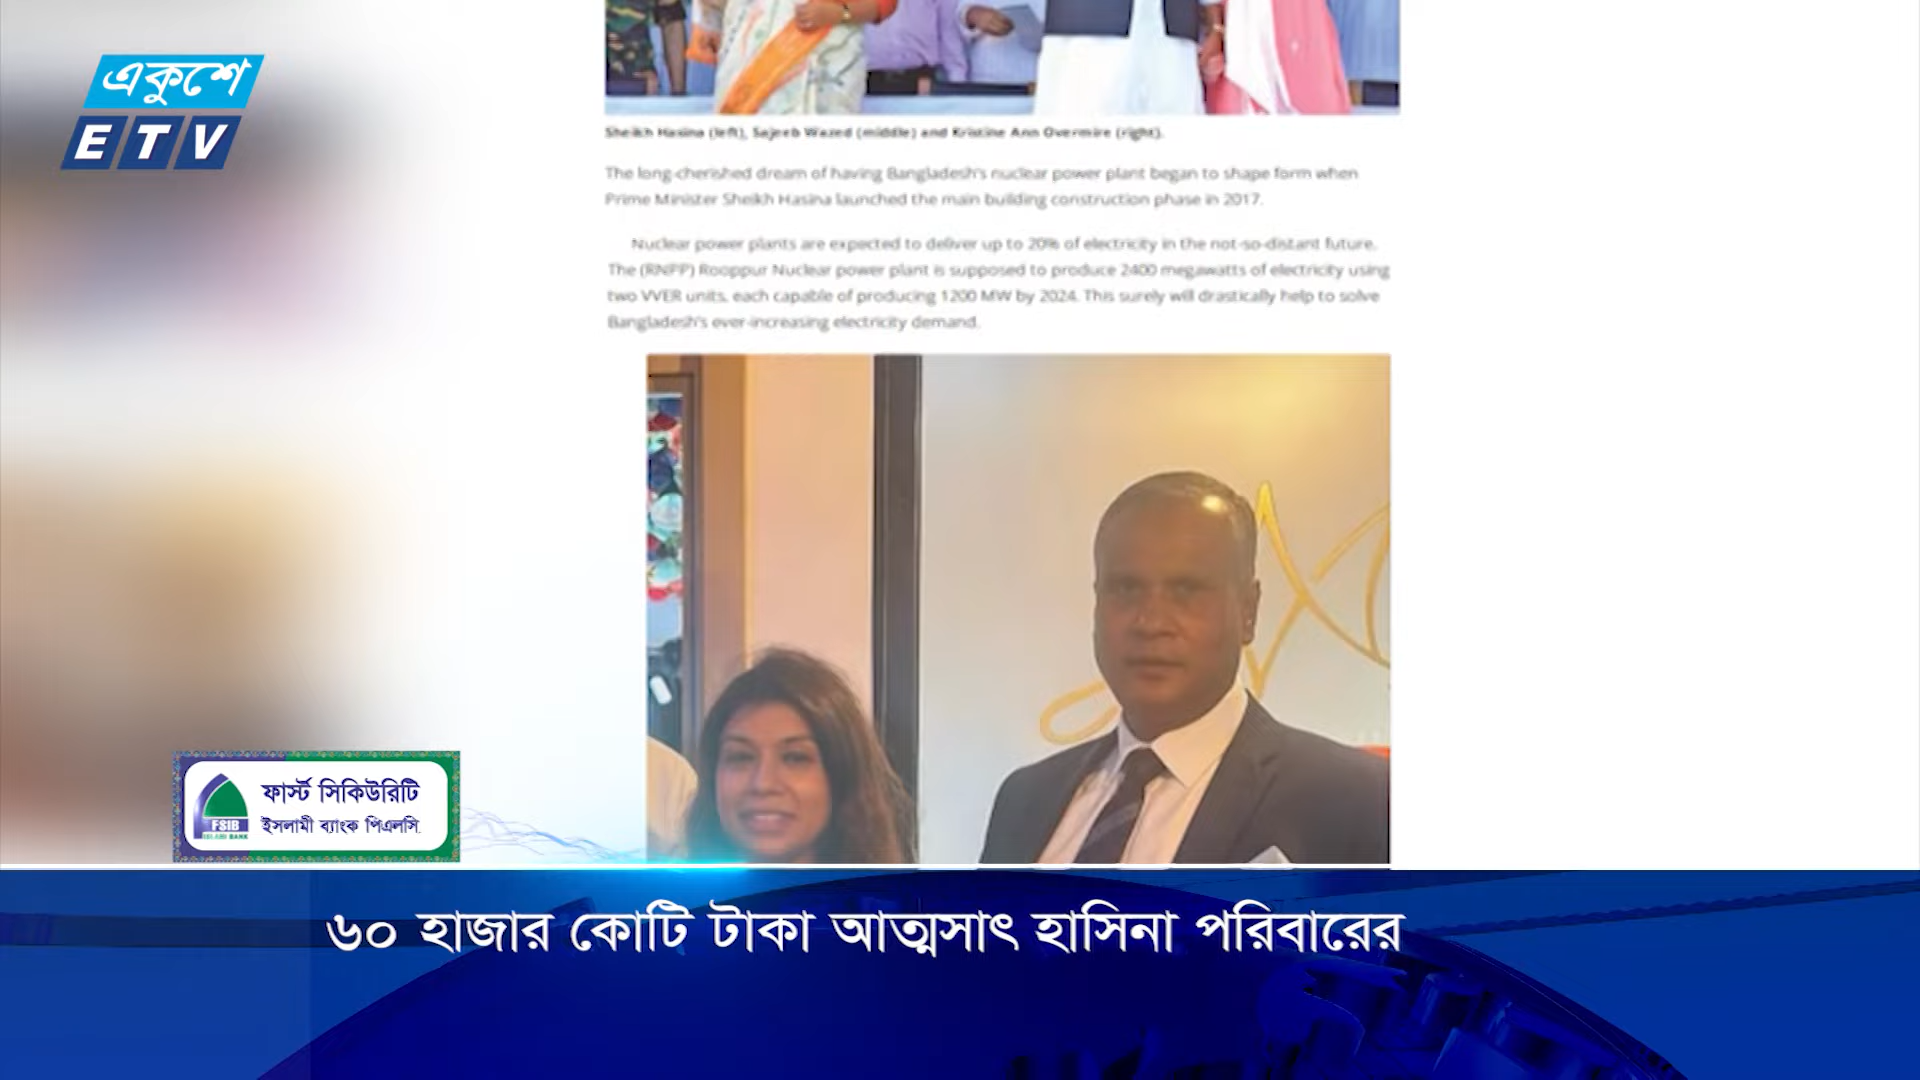 একুশে
ETV
Sheikh Hasina (left), Sajeeb Wazed (middle) and Kristine Ann Overmire (right).
The long-cherished dream of having Bangladesh's nuclear power plant began to shape form when
Prime Minister Sheikh Hasina launched the main building construction phase in 2017.
Nuclear power plants are expected to deliver up to 20% of electricity in the not-so-distant future.
The (RNPP) Rooppur Nuclear power plant is supposed to produce 2400 megawatts of electricity using
two VVER units, each capable of producing 1200 MW by 2024. This surely will drastically help to solve
Bangladesh's ever-increasing electricity demand.
ফার্স্ট সিকিউরিটি
ইসলামী ব্যাংক পিএলসি.
FSIB
ISLAMI BANK
৬০ হাজার কোটি টাকা আত্মসাৎ হাসিনা পরিবারের